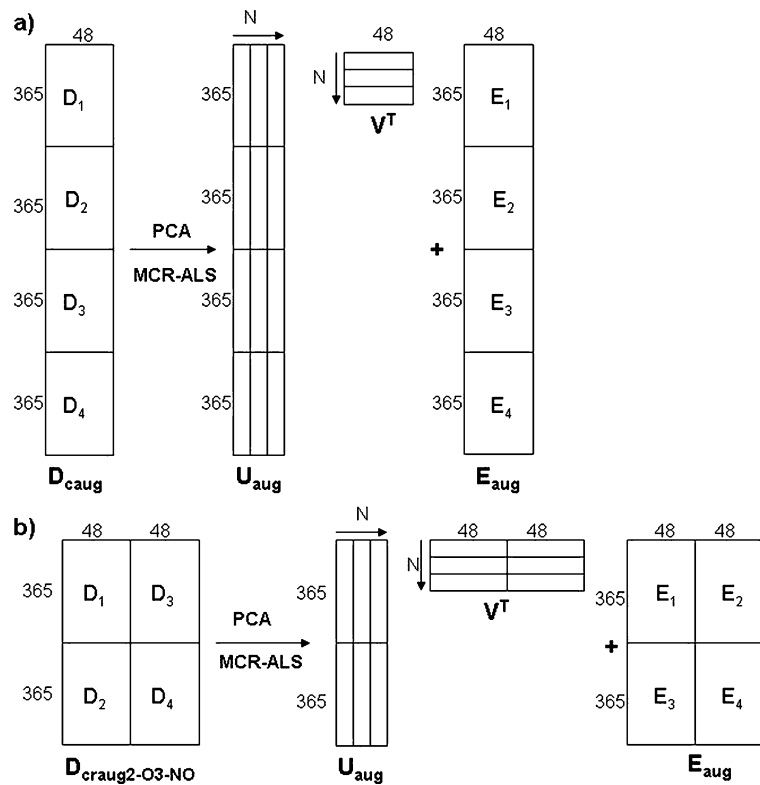 a)
N
48 48 48
365 D1 365 N 365 E1
V^T
365 D2 365 365 E2
PCA
+
MCR-ALS
365 D3 365 365 E3
365 D4 365 365 E4
Dcaug Uaug Eaug
b)
N
48 48 48 48 48 48
N
365 D1 D3 365 365 E1 E2
V^T
PCA
+
MCR-ALS
365 D2 D4 365 365 E3 E4
Dcraug2-O3-NO Uaug Eaug